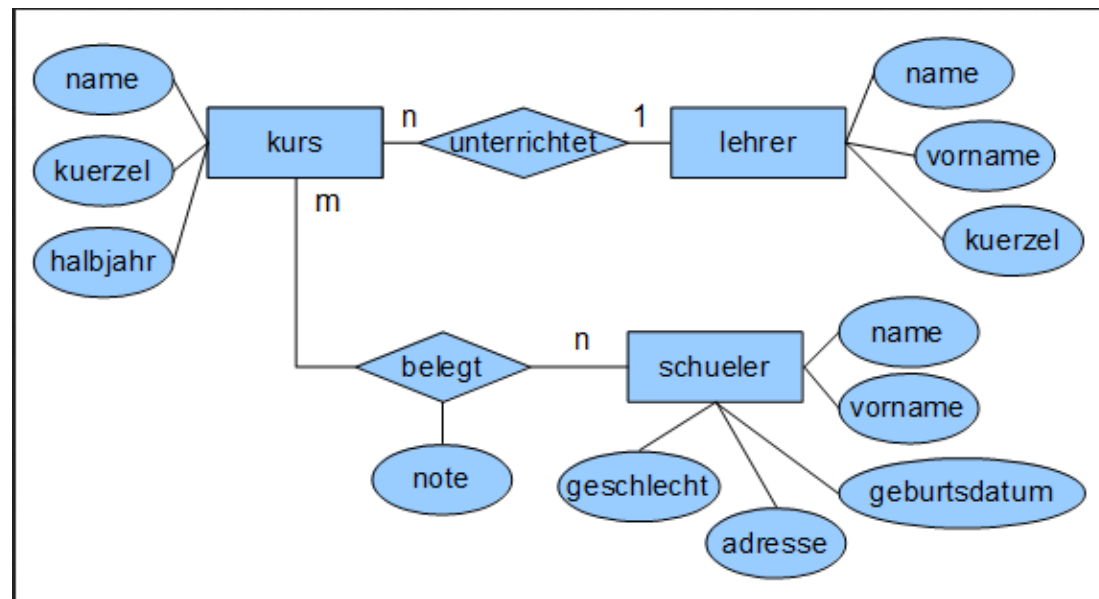 name
kuerzel
halbjahr
kurs
n
unterrichtet
1
lehrer
name
vorname
kuerzel
m
belegt
n
schueler
name
vorname
note
geschlecht
adresse
geburtsdatum